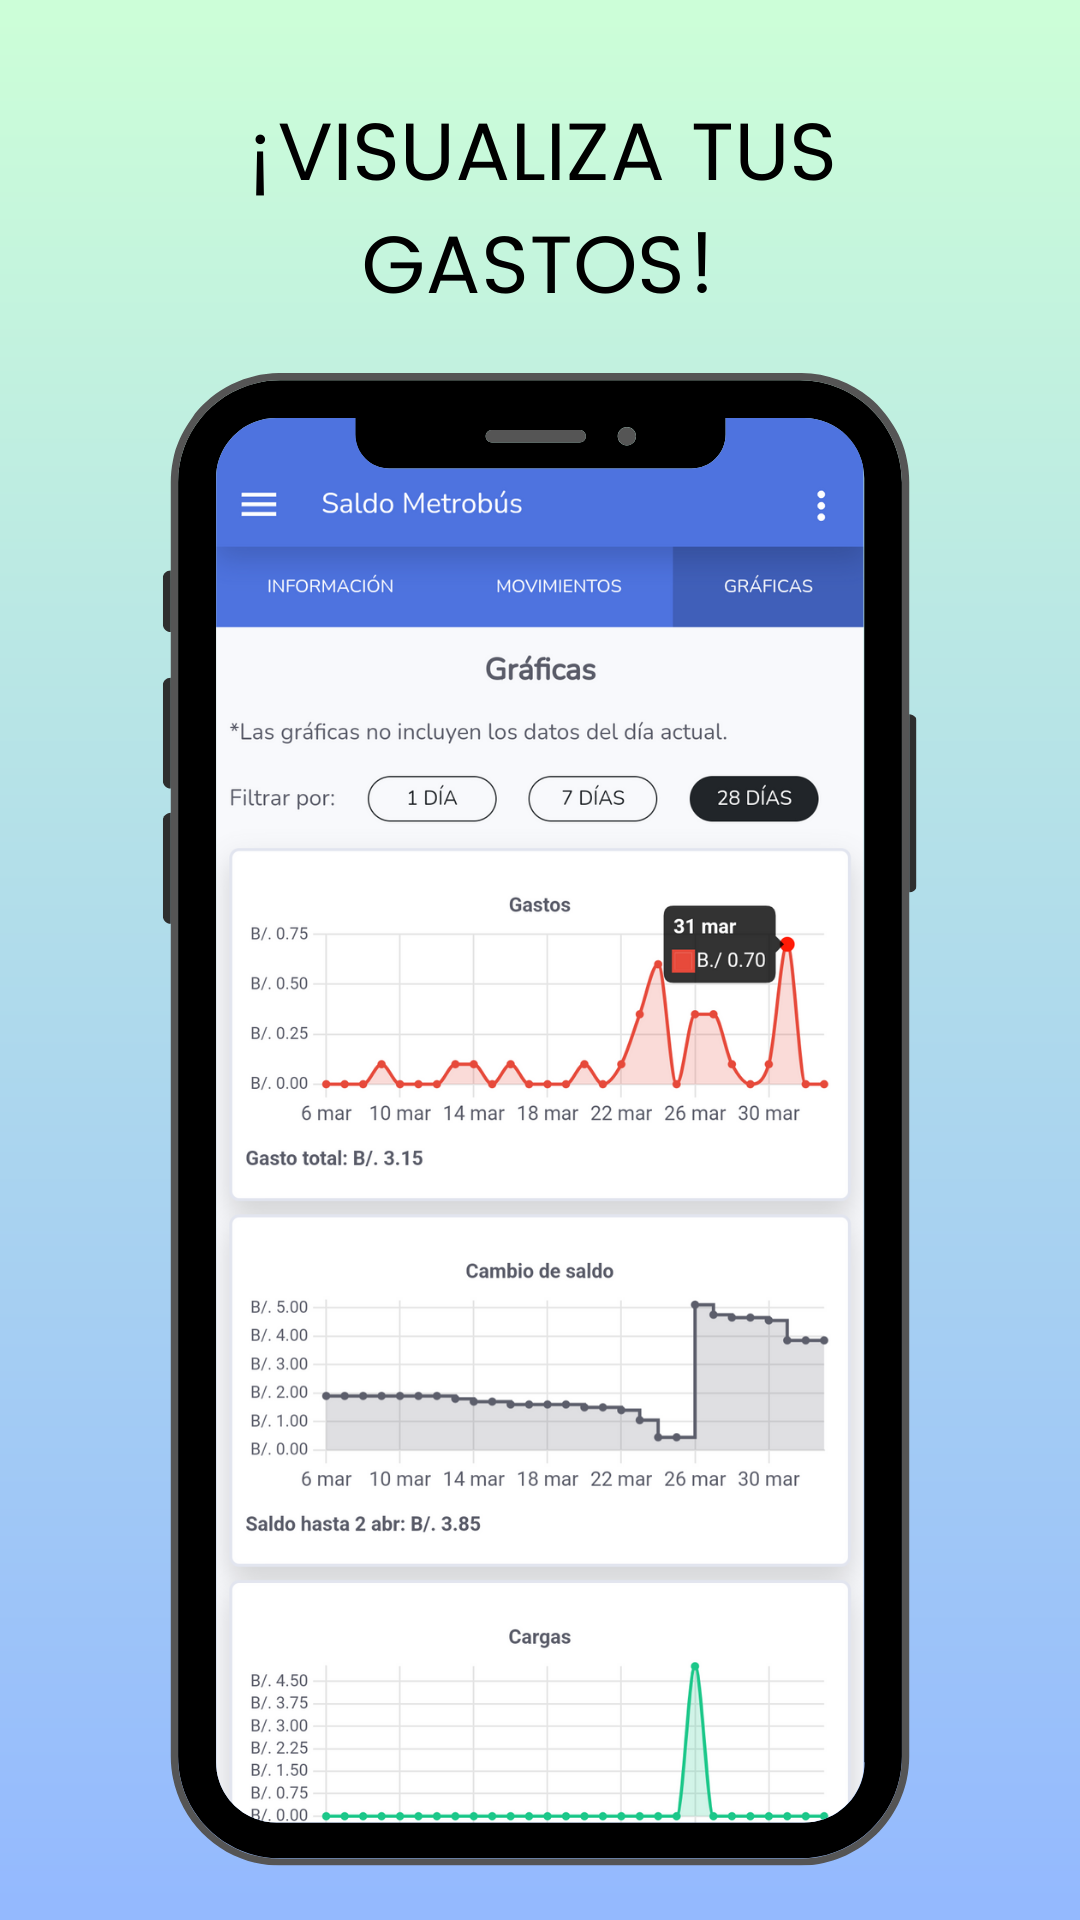 ¡VISUALIZA TUS
GASTOS!
Saldo Metrobús
INFORMACIÓN MOVIMIENTOS GRÁFICAS
Gráficas
*Las gráficas no incluyen los datos del día actual.
Filtrar por: 1 DÍA 7 DÍAS 28 DÍAS
Gastos
31 mar
B./ 0.70
B/. 0.75
B/. 0.50
B/. 0.25
B/. 0.00
6 mar 10 mar 14 mar 18 mar 22 mar 26 mar 30 mar
Gasto total: B/. 3.15
Cambio de saldo
B/. 5.00
B/. 4.00
B/. 3.00
B/. 2.00
B/. 1.00
B/. 0.00
6 mar 10 mar 14 mar 18 mar 22 mar 26 mar 30 mar
Saldo hasta 2 abr: B/. 3.85
Cargas
B/. 4.50
B/. 3.75
B/. 3.00
B/. 2.25
B/. 1.50
B/. 0.75
B/. 0.00